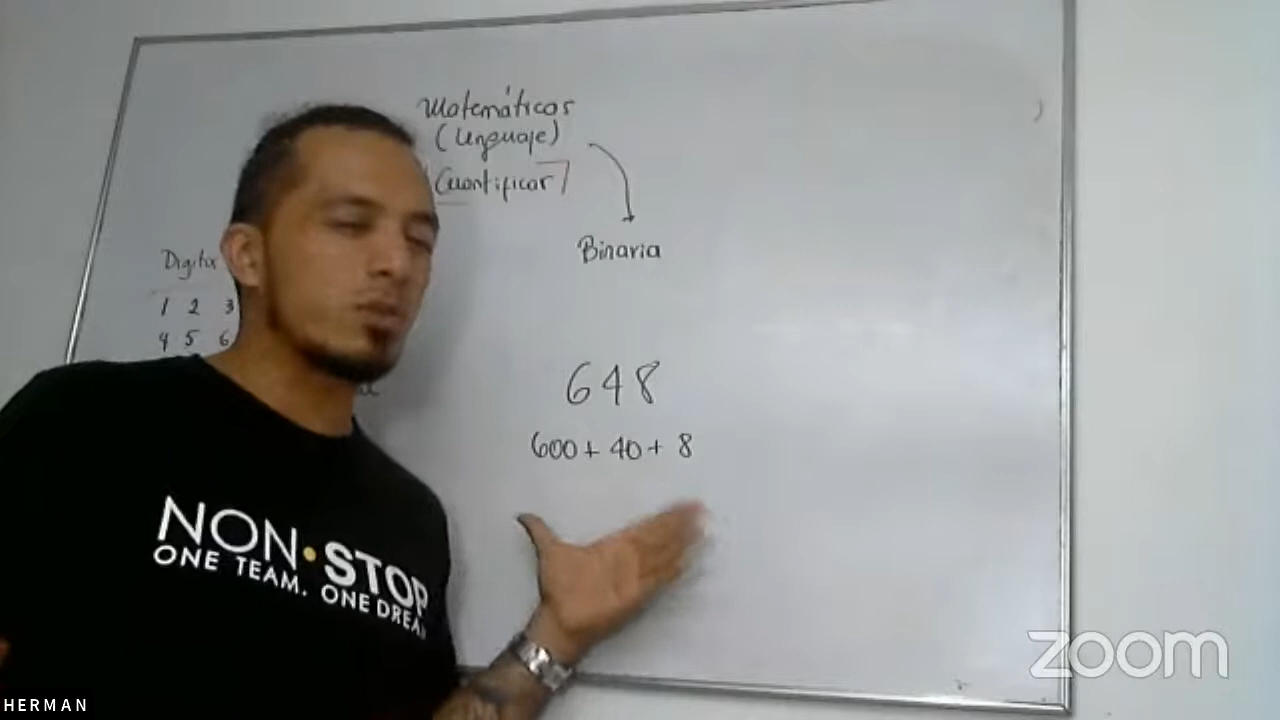 Matemáticas
(Lenguaje)
Cuantificar
Binaria
Digitos
1 2 3
4 5 6
648
600 + 40 + 8
NON•STOP
ONE TEAM. ONE DREAM
HERMAN
zoom